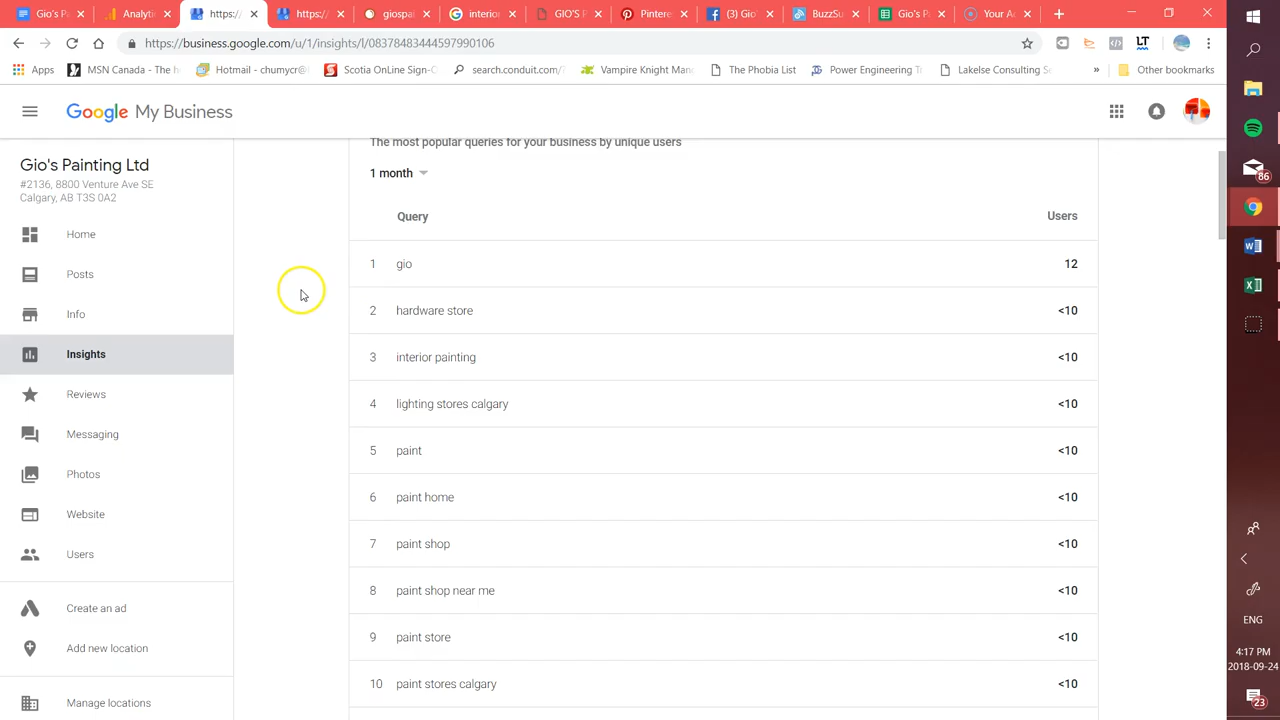 Gio's P
Analyti
https:/
https:/
giospar
interior
GIO'S P
Pintere
(3) Gio'
BuzzSu
Gio's Pa
Your Ac
https://business.google.com/u/1/insights/l/08378483444597990106
Apps
MSN Canada - The h
Hotmail - chumycr@
Scotia OnLine Sign-O
search.conduit.com/?
Vampire Knight Mang
The Phobia List
Power Engineering Tr
Lakelse Consulting Se
»
Other bookmarks
Google My Business
Gio's Painting Ltd
#2136, 8800 Venture Ave SE
Calgary, AB T3S 0A2
Home
Posts
Info
Insights
Reviews
Messaging
Photos
Website
Users
Create an ad
Add new location
Manage locations
The most popular queries for your business by unique users
1 month
Query Users
1 gio 12
2 hardware store <10
3 interior painting <10
4 lighting stores calgary <10
5 paint <10
6 paint home <10
7 paint shop <10
8 paint shop near me <10
9 paint store <10
10 paint stores calgary <10
86
ENG
4:17 PM
2018-09-24
23